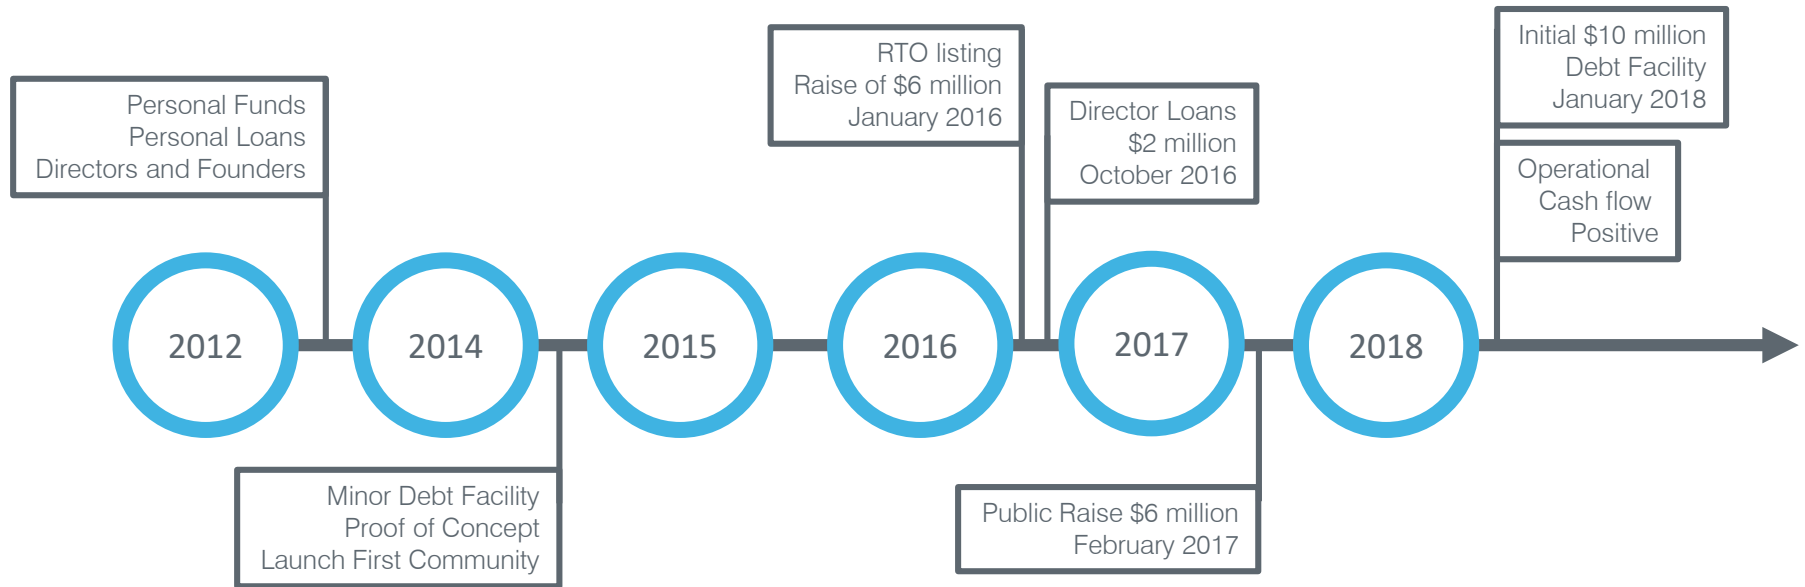 Personal Funds
Personal Loans
Directors and Founders
RTO listing
Raise of $6 million
January 2016
Director Loans
$2 million
October 2016
Initial $10 million
Debt Facility
January 2018
Operational
Cash flow
Positive
2012
2014
2015
2016
2017
2018
Minor Debt Facility
Proof of Concept
Launch First Community
Public Raise $6 million
February 2017